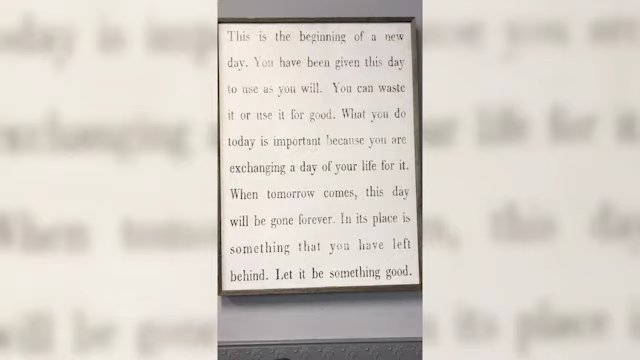 This is the beginning of a new
day. You have been given this day
to use as you will. You can waste
it or use it for good. What you do
today is important because you are
exchanging a day of your life for it.
When tomorrow comes, this day
will be gone forever. In its place is
something that you have left
behind. Let it be something good.